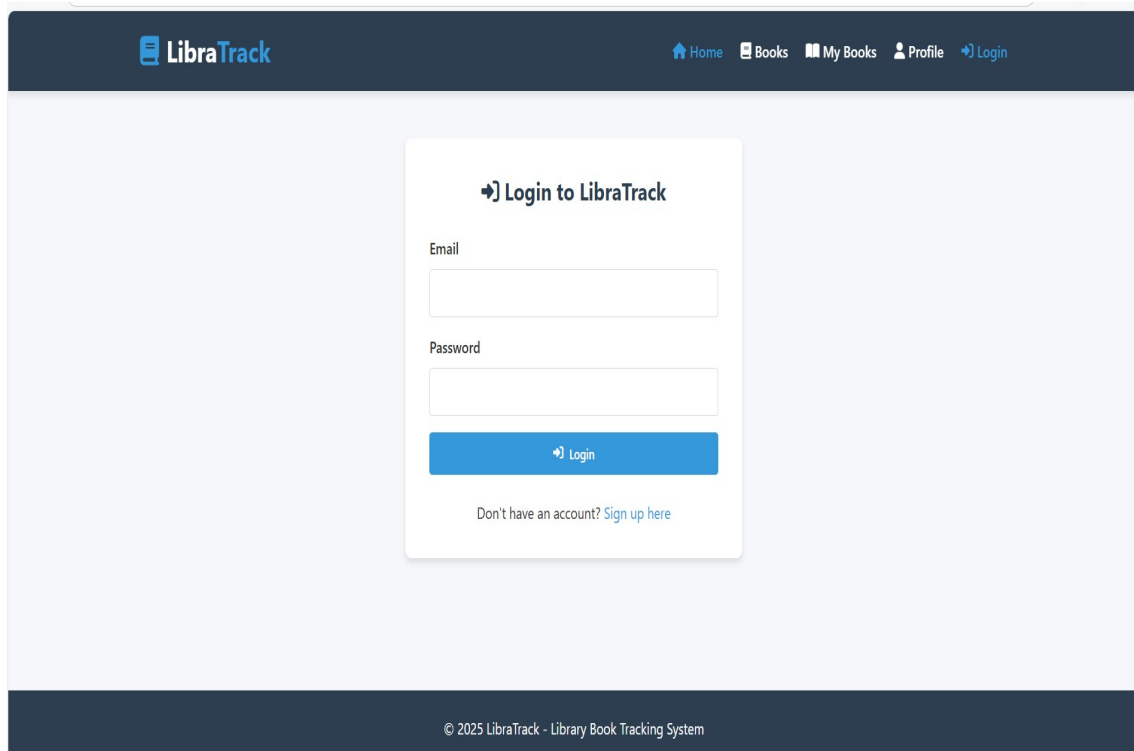 LibraTrack
Home Books My Books Profile Login
Login to LibraTrack
Email
Password
Login
Don't have an account? Sign up here
© 2025 LibraTrack - Library Book Tracking System